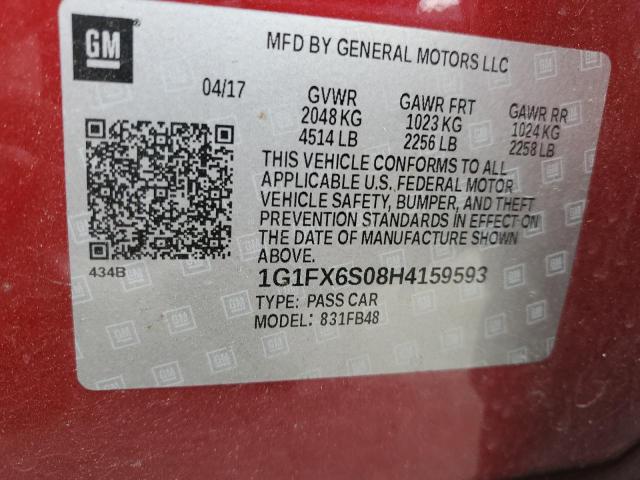 GM
MFD BY GENERAL MOTORS LLC
04/17
GVWR
2048 KG
4514 LB
GAWR FRT
1023 KG
2256 LB
GAWR RR
1024 KG
2258 LB
THIS VEHICLE CONFORMS TO ALL
APPLICABLE U.S. FEDERAL MOTOR
VEHICLE SAFETY, BUMPER, AND THEFT
PREVENTION STANDARDS IN EFFECT ON
THE DATE OF MANUFACTURE SHOWN
ABOVE.
434B
1G1FX6S08H4159593
TYPE: PASS CAR
MODEL: 831FB48